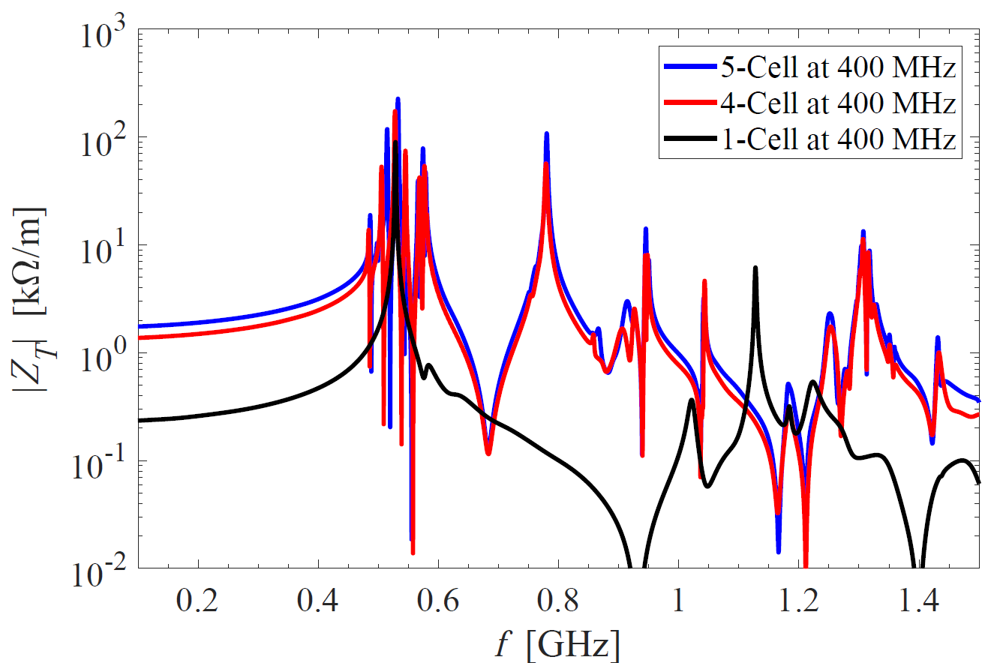 10^3
10^2
10^1
10^0
10^-1
10^-2
|Z_T| [kΩ/m]
5-Cell at 400 MHz
4-Cell at 400 MHz
1-Cell at 400 MHz
0.2 0.4 0.6 0.8 1 1.2 1.4
f [GHz]